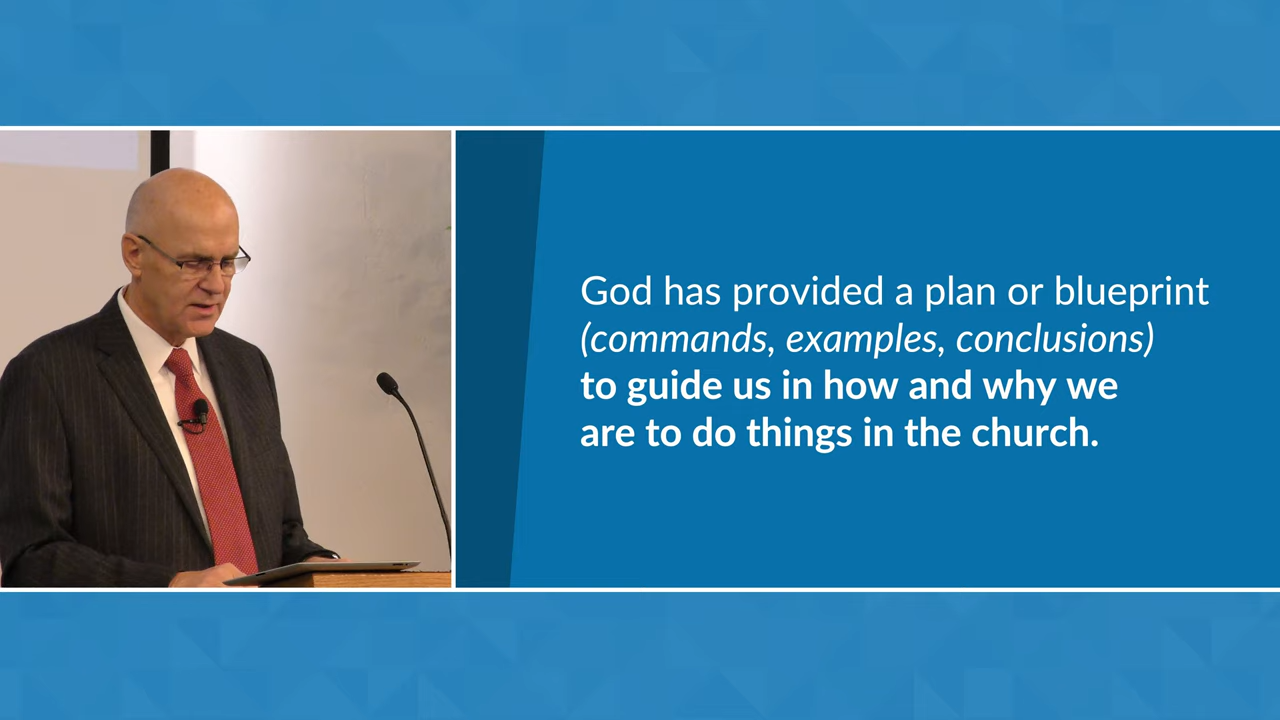 God has provided a plan or blueprint
(commands, examples, conclusions)
to guide us in how and why we
are to do things in the church.